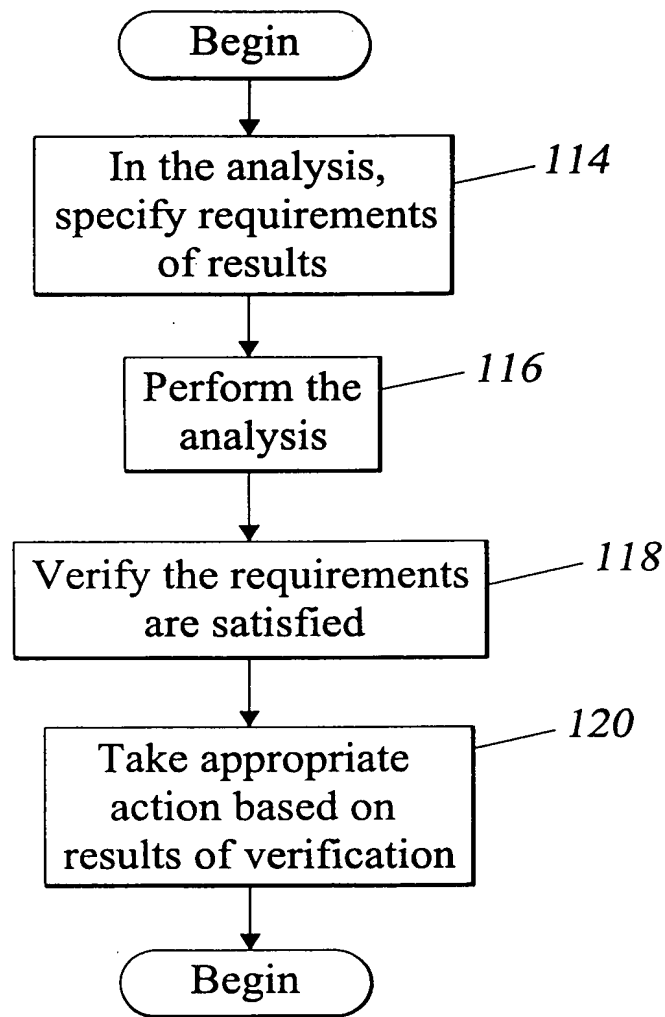 Begin
In the analysis,
specify requirements
of results
114
Perform the
analysis
116
Verify the requirements
are satisfied
118
Take appropriate
action based on
results of verification
120
Begin